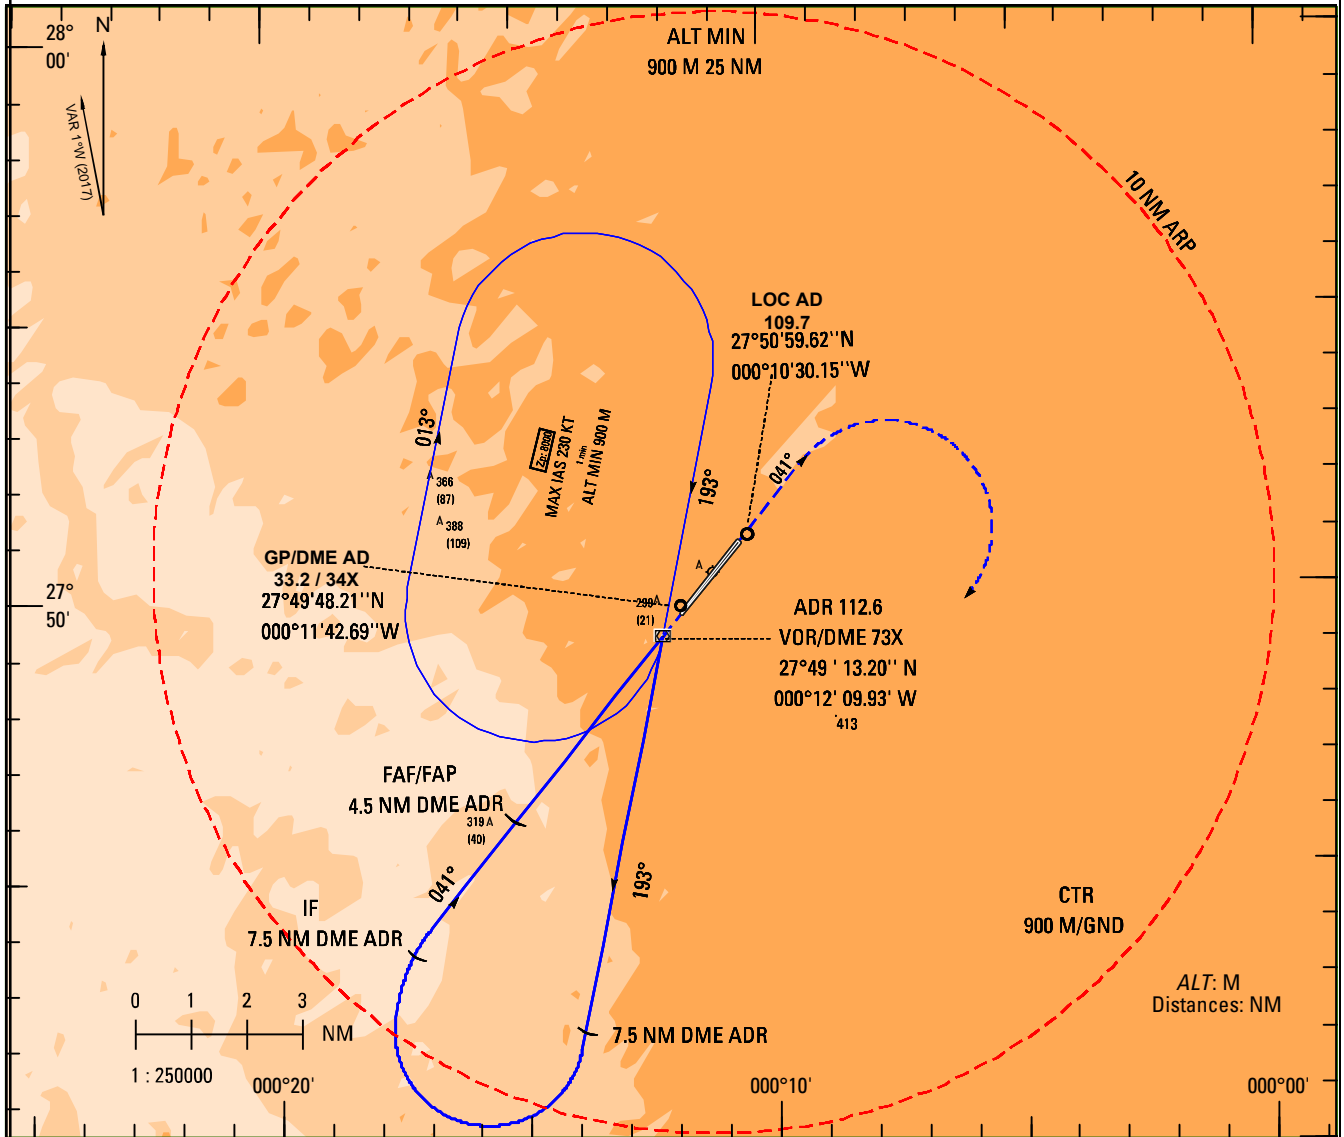 28°
00'
N
VAR 1°W (2017)
ALT MIN
900 M 25 NM
10 NM ARP
LOC AD
109.7
27°50'59.62''N
000°10'30.15''W
013°
Zp: 8000
MAX IAS 230 KT
1 min
ALT MIN 900 M
193°
041°
A 366
(87)
A 388
(109)
GP/DME AD
33.2 / 34X
27°49'48.21''N
000°11'42.69''W
27°
50'
A
299 A
(21)
ADR 112.6
VOR/DME 73X
27°49 ' 13.20'' N
000°12' 09.93' W
413
FAF/FAP
4.5 NM DME ADR
319 A
(40)
041°
193°
IF
7.5 NM DME ADR
CTR
900 M/GND
ALT: M
Distances: NM
0 1 2 3
NM
7.5 NM DME ADR
1 : 250000
000°20'
000°10'
000°00'